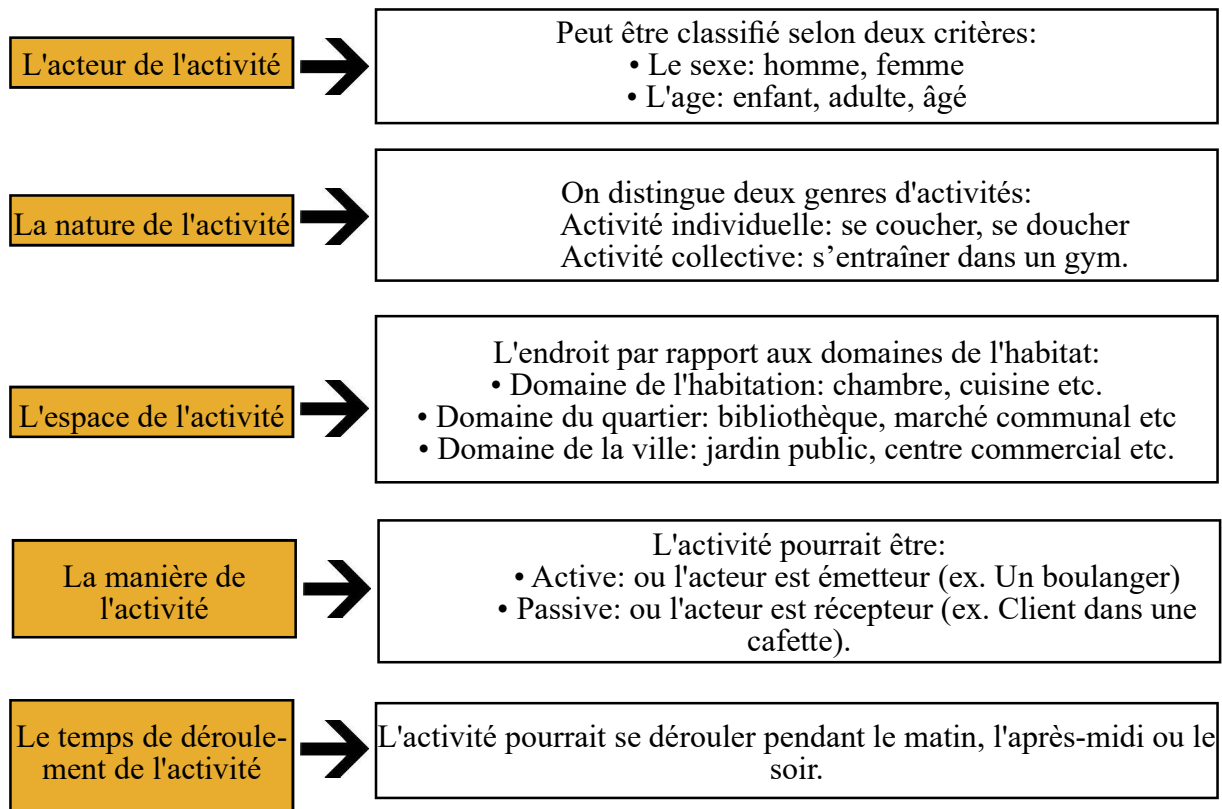 L'acteur de l'activité
Peut être classifié selon deux critères:
• Le sexe: homme, femme
• L'age: enfant, adulte, âgé
La nature de l'activité
On distingue deux genres d'activités:
Activité individuelle: se coucher, se doucher
Activité collective: s’entraîner dans un gym.
L'espace de l'activité
L'endroit par rapport aux domaines de l'habitat:
• Domaine de l'habitation: chambre, cuisine etc.
• Domaine du quartier: bibliothèque, marché communal etc
• Domaine de la ville: jardin public, centre commercial etc.
La manière de
l'activité
L'activité pourrait être:
• Active: ou l'acteur est émetteur (ex. Un boulanger)
• Passive: ou l'acteur est récepteur (ex. Client dans une
cafette).
Le temps de déroule-
ment de l'activité
L'activité pourrait se dérouler pendant le matin, l'après-midi ou le
soir.